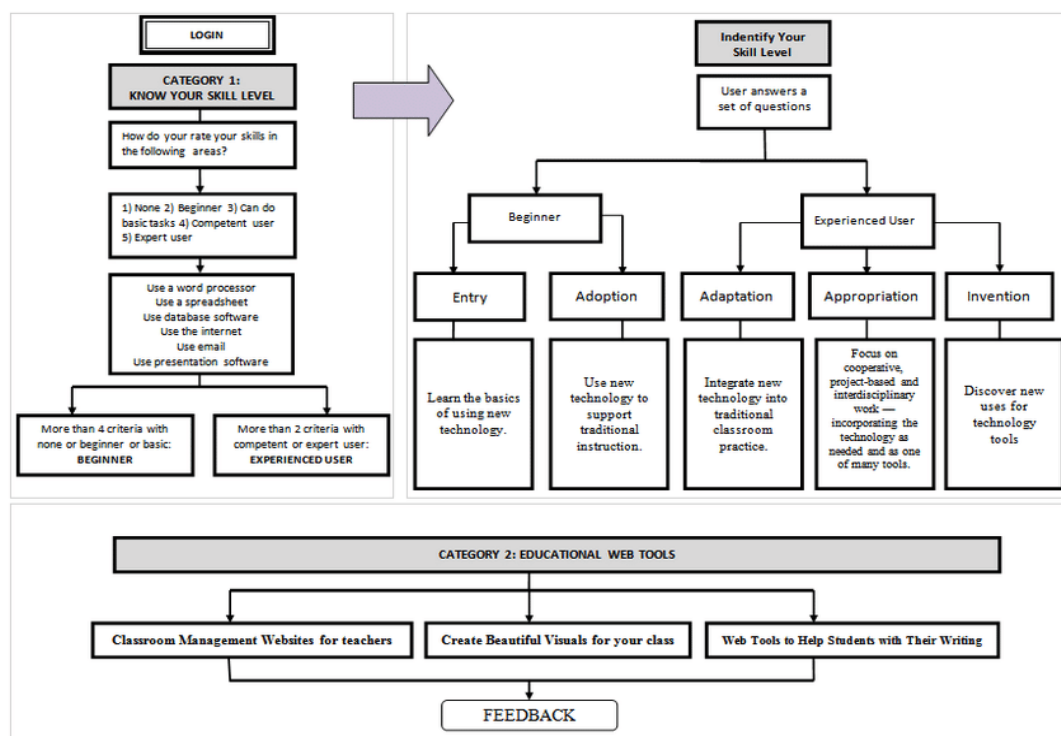 LOGIN
CATEGORY 1:
KNOW YOUR SKILL LEVEL
How do your rate your skills in
the following areas?
1) None 2) Beginner 3) Can do
basic tasks 4) Competent user
5) Expert user
Use a word processor
Use a spreadsheet
Use database software
Use the internet
Use email
Use presentation software
More than 4 criteria with
none or beginner or basic:
BEGINNER
More than 2 criteria with
competent or expert user:
EXPERIENCED USER
Indentify Your
Skill Level
User answers a
set of questions
Beginner
Experienced User
Entry
Adoption
Adaptation
Appropriation
Invention
Learn the basics
of using new
technology.
Use new
technology to
support
traditional
instruction.
Integrate new
technology into
traditional
classroom
practice.
Focus on
cooperative,
project-based and
interdisciplinary
work —
incorporating the
technology as
needed and as one
of many tools.
Discover new
uses for
technology tools
CATEGORY 2: EDUCATIONAL WEB TOOLS
Classroom Management Websites for teachers
Create Beautiful Visuals for your class
Web Tools to Help Students with Their Writing
FEEDBACK